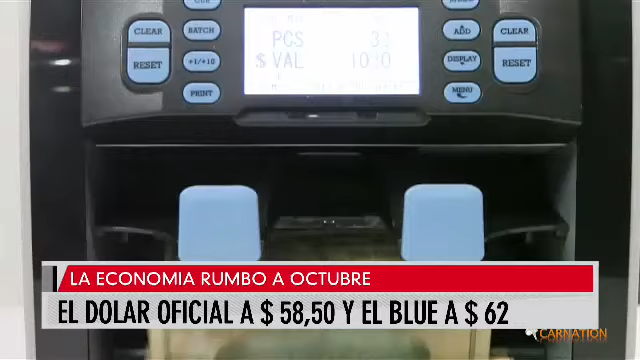 CLEAR
BATCH
ADD
CLEAR
PCS
RESET
+1/+10
$ VAL
DISPLAY
RESET
PRINT
MENU
LA ECONOMIA RUMBO A OCTUBRE
EL DOLAR OFICIAL A $ 58,50 Y EL BLUE A $ 62
CARNATION